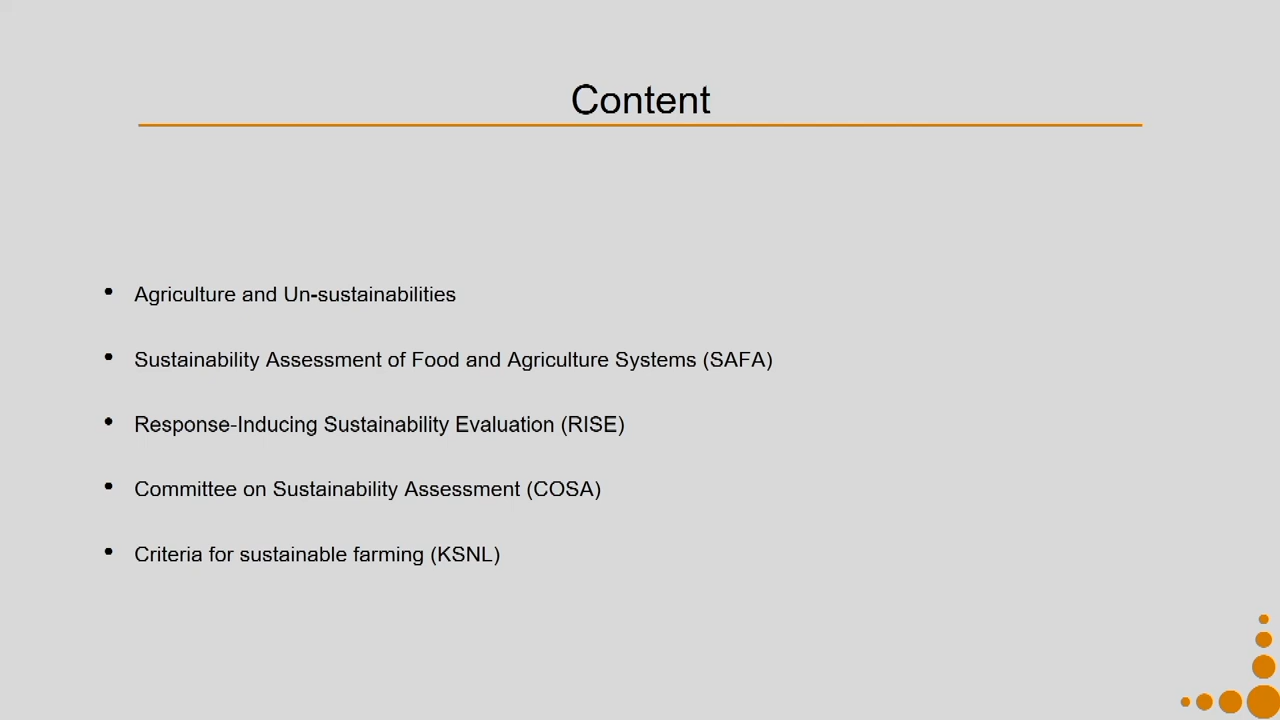 Content
• Agriculture and Un-sustainabilities
• Sustainability Assessment of Food and Agriculture Systems (SAFA)
• Response-Inducing Sustainability Evaluation (RISE)
• Committee on Sustainability Assessment (COSA)
• Criteria for sustainable farming (KSNL)